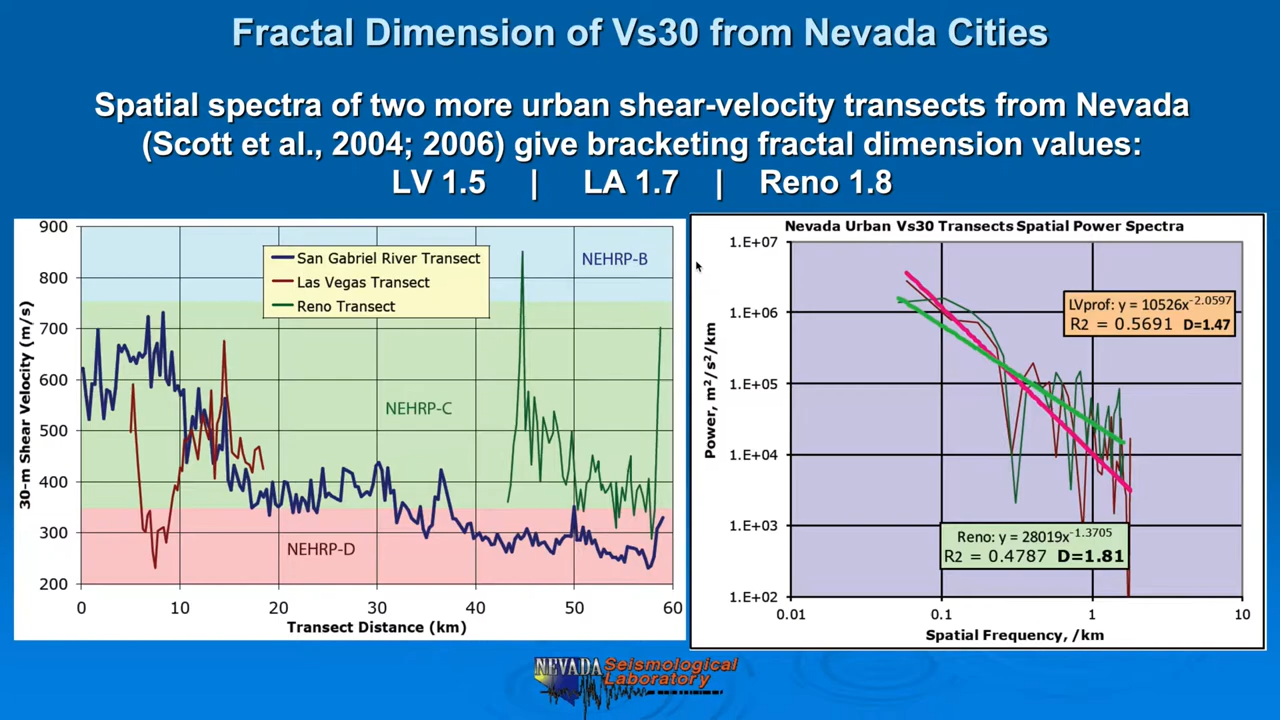 Fractal Dimension of Vs30 from Nevada Cities
Spatial spectra of two more urban shear-velocity transects from Nevada
(Scott et al., 2004; 2006) give bracketing fractal dimension values:
LV 1.5 | LA 1.7 | Reno 1.8
900
800
700
600
500
400
300
200
30-m Shear Velocity (m/s)
San Gabriel River Transect
Las Vegas Transect
Reno Transect
NEHRP-B
NEHRP-C
NEHRP-D
0 10 20 30 40 50 60
Transect Distance (km)
Nevada Urban Vs30 Transects Spatial Power Spectra
1.E+07
1.E+06
1.E+05
1.E+04
1.E+03
1.E+02
Power, m²/s²/km
LVprof: y = 10526x^-2.0597
R2 = 0.5691 D=1.47
Reno: y = 28019x^-1.3705
R2 = 0.4787 D=1.81
0.01 0.1 1 10
Spatial Frequency, /km
NEVADA Seismological
Laboratory